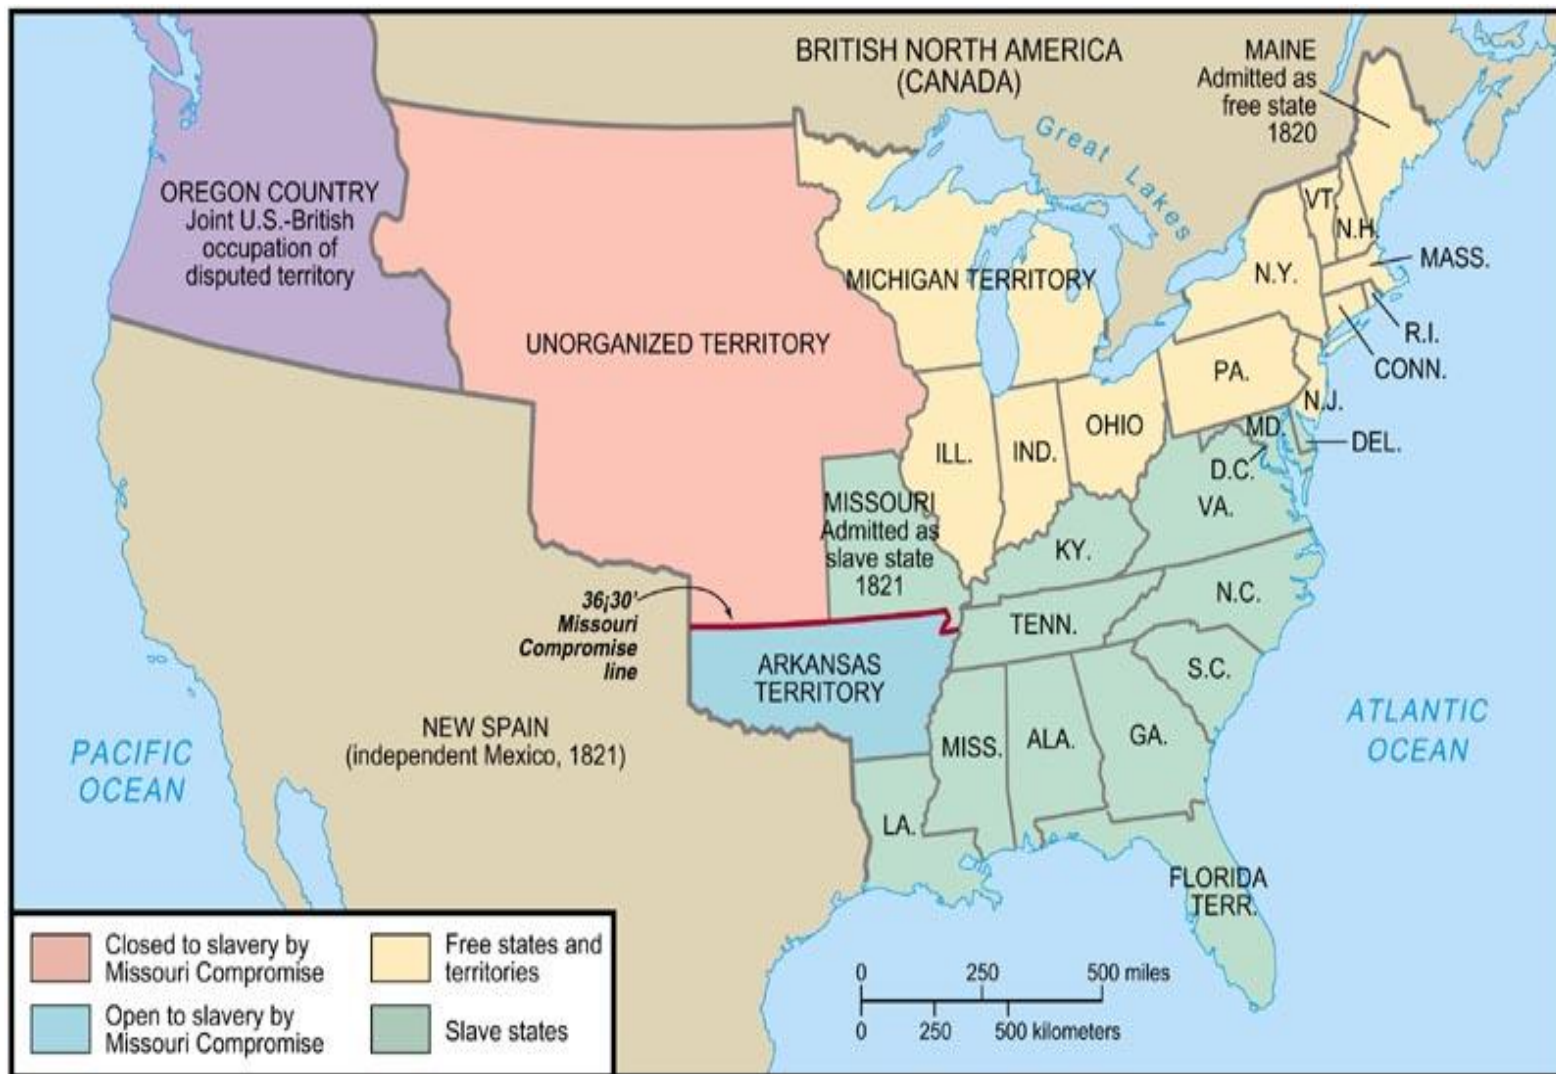 BRITISH NORTH AMERICA
(CANADA)
MAINE
Admitted as
free state
1820
Great Lakes
OREGON COUNTRY
Joint U.S.-British
occupation of
disputed territory
VT.
N.H.
MASS.
N.Y.
MICHIGAN TERRITORY
R.I.
UNORGANIZED TERRITORY
CONN.
PA.
N.J.
OHIO
MD.
DEL.
ILL.
IND.
D.C.
MISSOURI
Admitted as
slave state
1821
VA.
KY.
36¡30'
Missouri
Compromise
line
N.C.
TENN.
ARKANSAS
TERRITORY
S.C.
NEW SPAIN
(independent Mexico, 1821)
MISS.
ALA.
GA.
PACIFIC
OCEAN
ATLANTIC
OCEAN
LA.
FLORIDA
TERR.
Closed to slavery by
Missouri Compromise
Free states and
territories
Open to slavery by
Missouri Compromise
Slave states
0 250 500 miles
0 250 500 kilometers